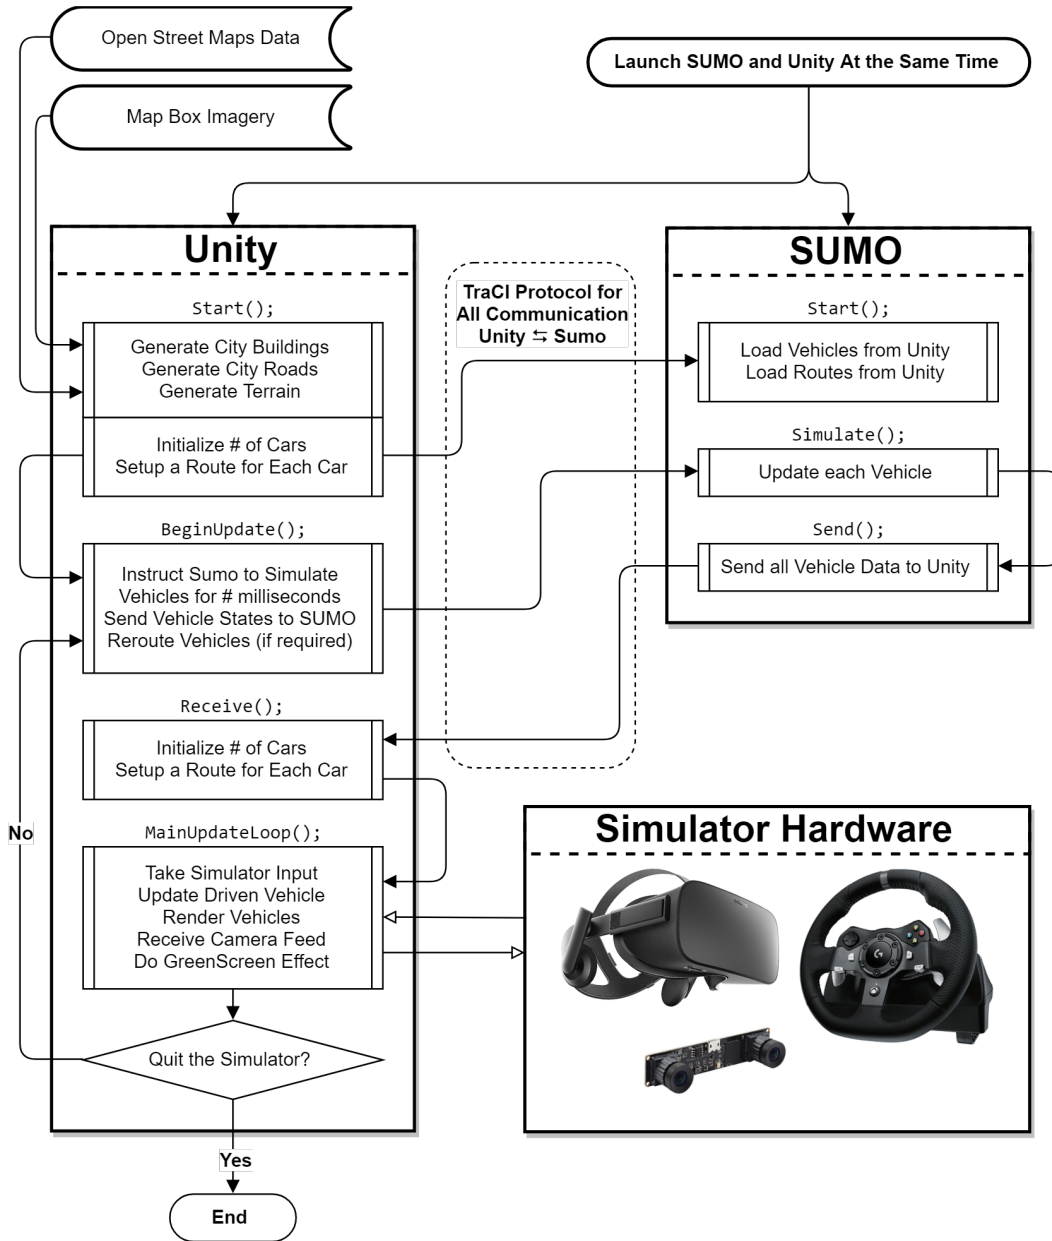 Open Street Maps Data
Map Box Imagery
Launch SUMO and Unity At the Same Time
Unity
Start();
Generate City Buildings
Generate City Roads
Generate Terrain
Initialize # of Cars
Setup a Route for Each Car
BeginUpdate();
Instruct Sumo to Simulate
Vehicles for # milliseconds
Send Vehicle States to SUMO
Reroute Vehicles (if required)
Receive();
Initialize # of Cars
Setup a Route for Each Car
MainUpdateLoop();
Take Simulator Input
Update Driven Vehicle
Render Vehicles
Receive Camera Feed
Do GreenScreen Effect
Quit the Simulator?
No
Yes
End
TraCI Protocol for
All Communication
Unity ⇆ Sumo
SUMO
Start();
Load Vehicles from Unity
Load Routes from Unity
Simulate();
Update each Vehicle
Send();
Send all Vehicle Data to Unity
Simulator Hardware